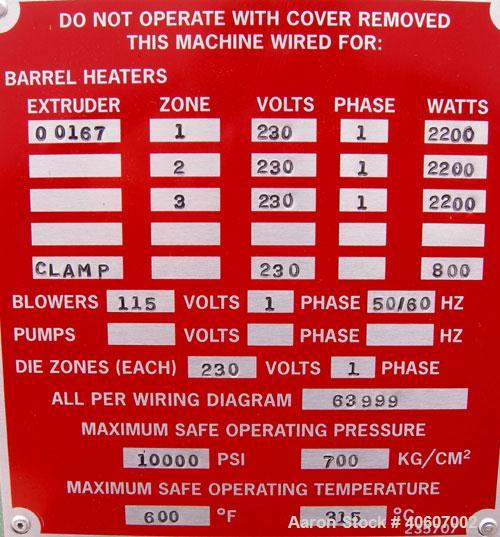 DO NOT OPERATE WITH COVER REMOVED
THIS MACHINE WIRED FOR:
BARREL HEATERS
EXTRUDER ZONE VOLTS PHASE WATTS
00167 1 230 1 2200
2 230 1 2200
3 230 1 2200
CLAMP 230 800
BLOWERS 115 VOLTS 1 PHASE 50/60 HZ
PUMPS VOLTS PHASE HZ
DIE ZONES (EACH) 230 VOLTS 1 PHASE
ALL PER WIRING DIAGRAM 63999
MAXIMUM SAFE OPERATING PRESSURE
10000 PSI 700 KG/CM²
MAXIMUM SAFE OPERATING TEMPERATURE
600 °F 315 °C
Aaron Stock # 40607002
235707